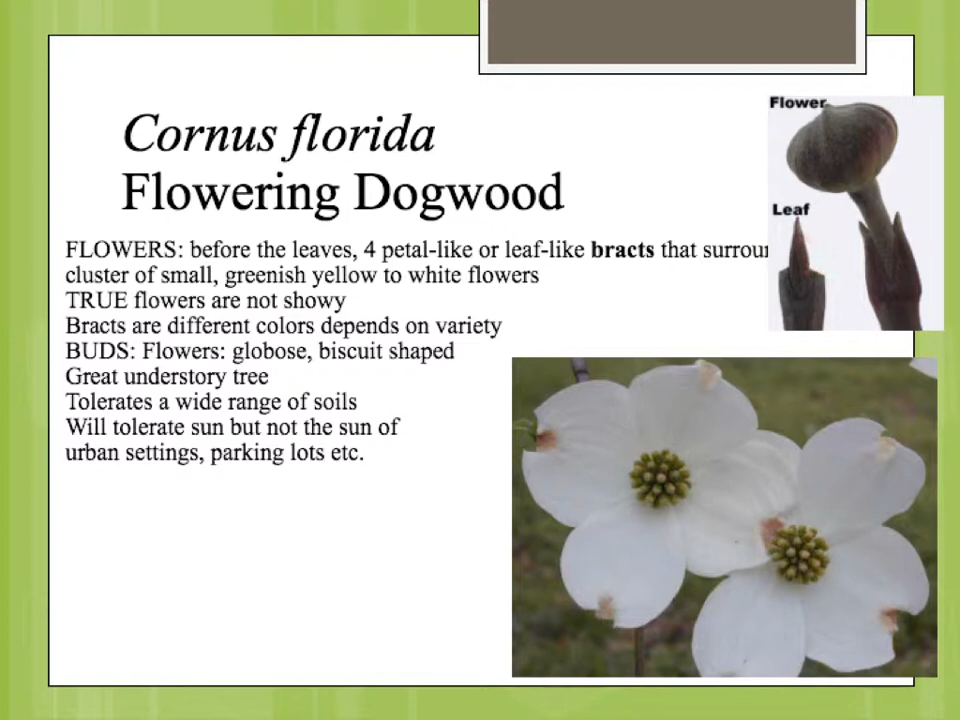 Cornus florida
Flowering Dogwood
Flower
Leaf
FLOWERS: before the leaves, 4 petal-like or leaf-like bracts that
cluster of small, greenish yellow to white flowers
TRUE flowers are not showy
Bracts are different colors depends on variety
BUDS: Flowers: globose, biscuit shaped
Great understory tree
Tolerates a wide range of soils
Will tolerate sun but not the sun of
urban settings, parking lots etc.